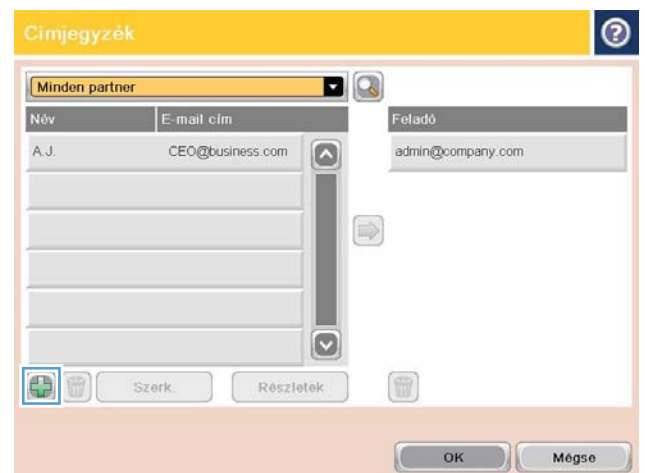 Címjegyzék
Minden partner
Név E-mail cím Feladó
A.J. CEO@business.com admin@company.com
Szerk. Részletek
OK Mégse